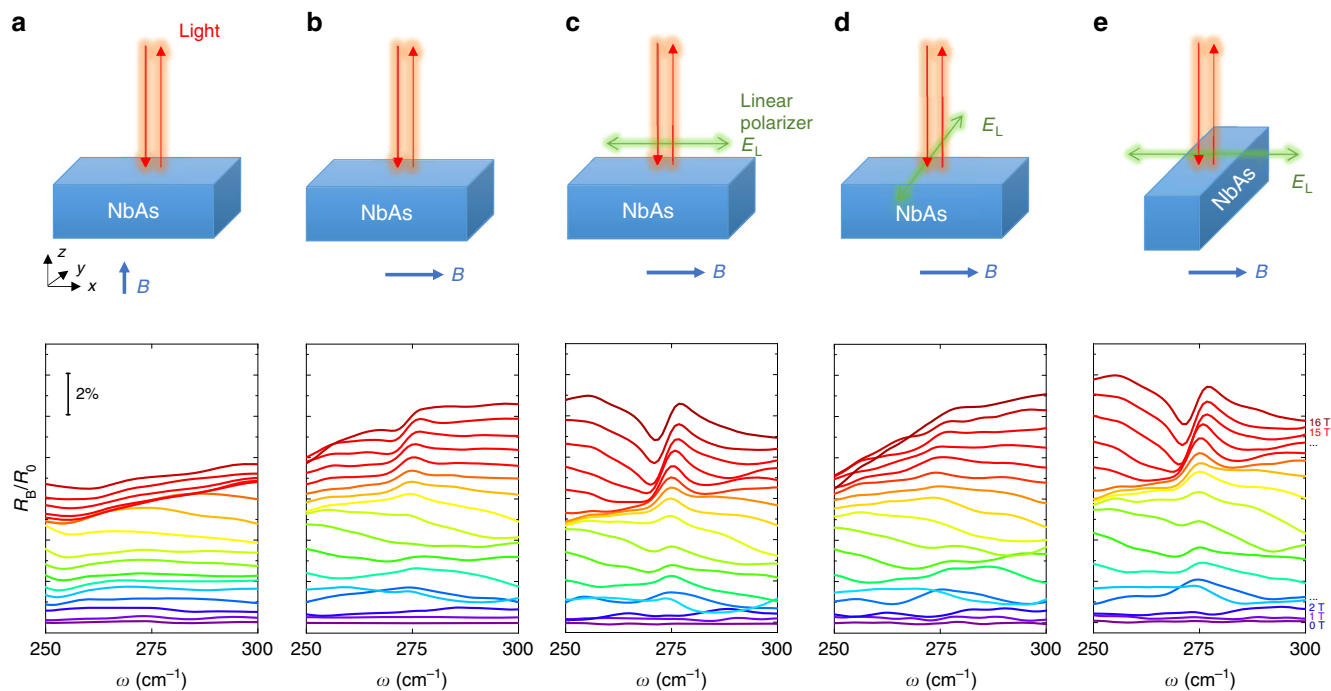 a
b
c
d
e
Light
Linear
polarizer
E_L
E_L
E_L
NbAs
NbAs
NbAs
NbAs
NbAs
z
y
x
B
B
B
B
B
2%
R_B/R_0
16 T
15 T
...
2 T
1 T
0 T
250 275 300
250 275 300
250 275 300
250 275 300
250 275 300
ω (cm⁻¹)
ω (cm⁻¹)
ω (cm⁻¹)
ω (cm⁻¹)
ω (cm⁻¹)